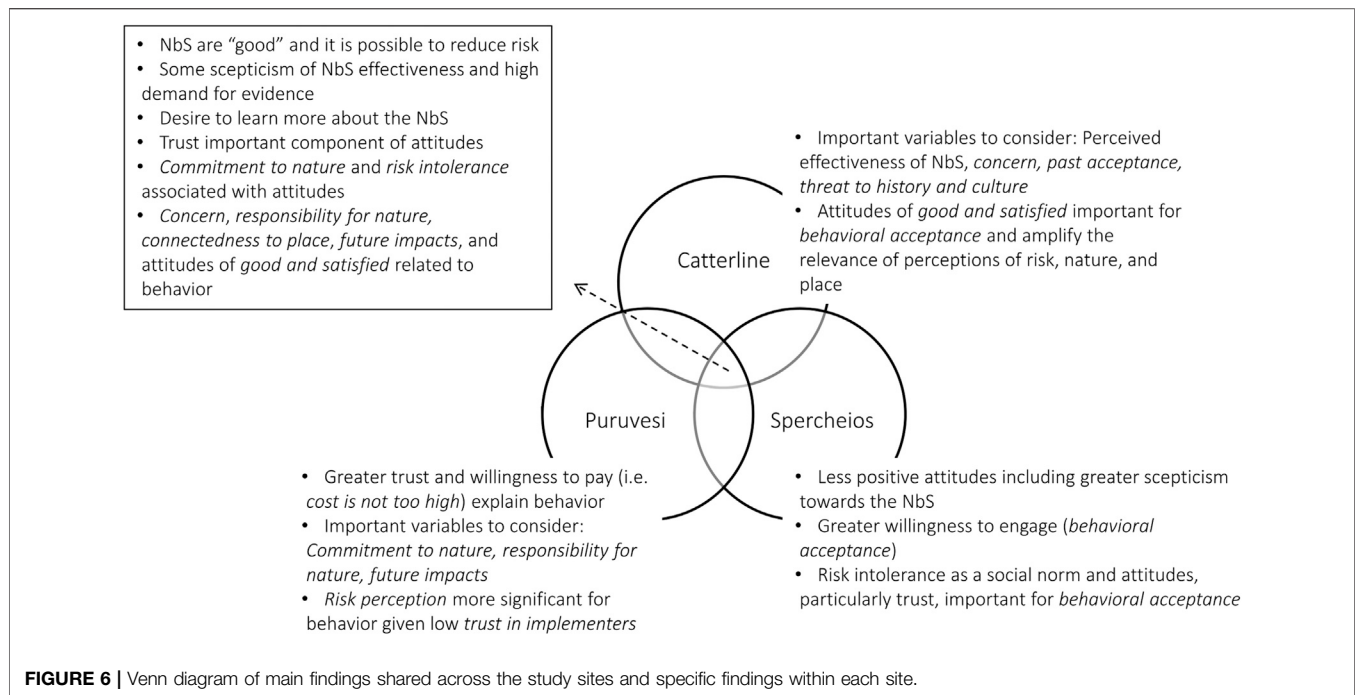 • NbS are “good” and it is possible to reduce risk
• Some scepticism of NbS effectiveness and high
demand for evidence
• Desire to learn more about the NbS
• Trust important component of attitudes
• Commitment to nature and risk intolerance
associated with attitudes
• Concern, responsibility for nature,
connectedness to place, future impacts, and
attitudes of good and satisfied related to
behavior
• Important variables to consider: Perceived
effectiveness of NbS, concern, past acceptance,
threat to history and culture
• Attitudes of good and satisfied important for
behavioral acceptance and amplify the
relevance of perceptions of risk, nature, and
place
Catterline
Puruvesi
Spercheios
• Greater trust and willingness to pay (i.e.
cost is not too high) explain behavior
• Important variables to consider:
Commitment to nature, responsibility for
nature, future impacts
• Risk perception more significant for
behavior given low trust in implementers
• Less positive attitudes including greater scepticism
towards the NbS
• Greater willingness to engage (behavioral
acceptance)
• Risk intolerance as a social norm and attitudes,
particularly trust, important for behavioral acceptance
FIGURE 6 | Venn diagram of main findings shared across the study sites and specific findings within each site.